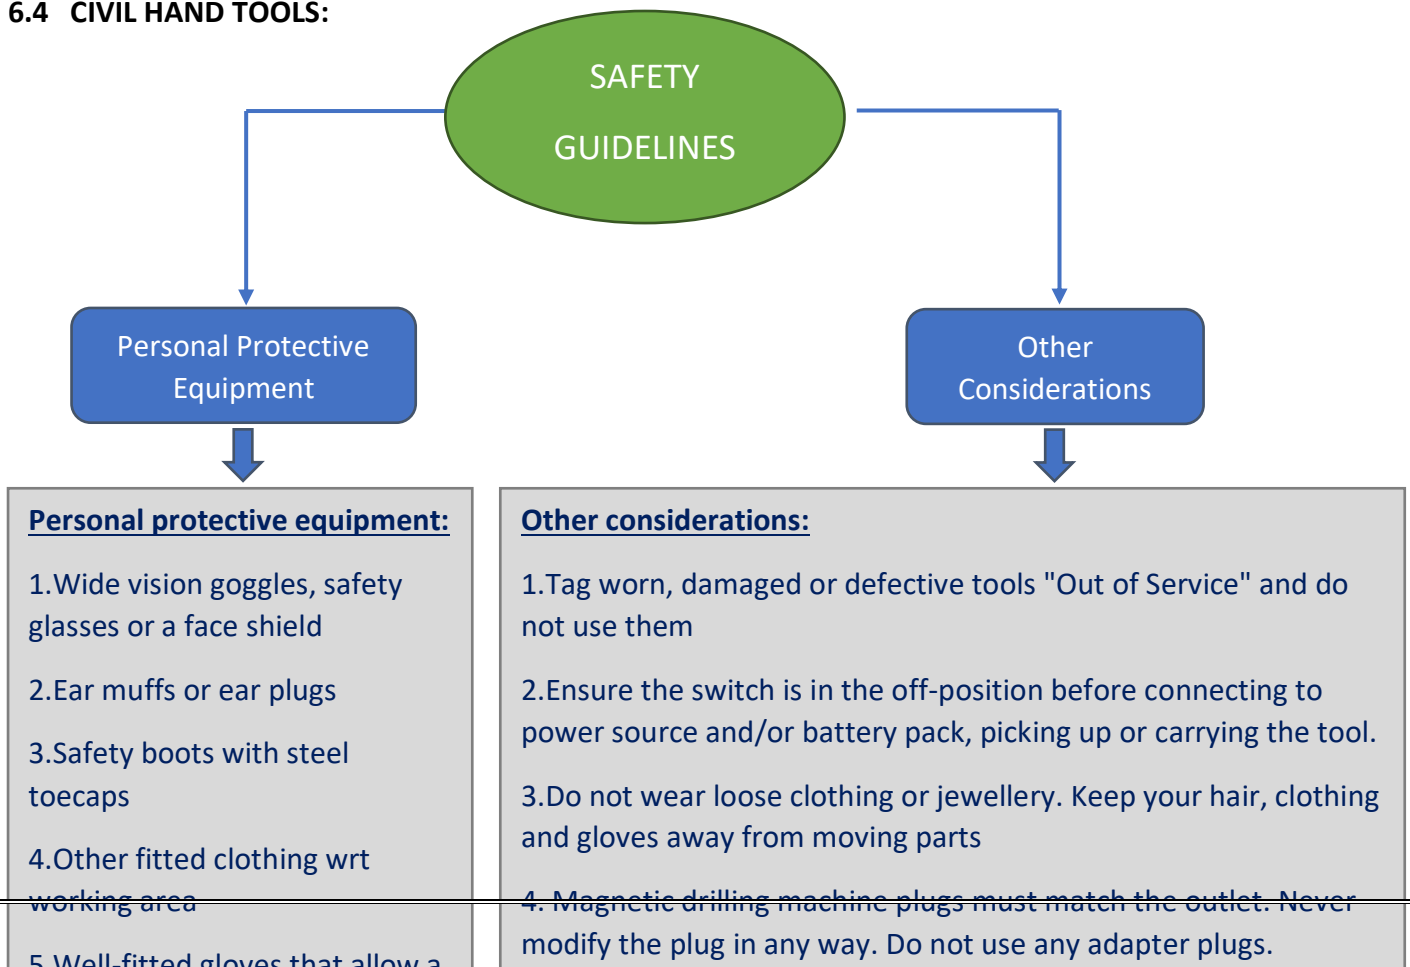 6.4 CIVIL HAND TOOLS:
SAFETY
GUIDELINES
Personal Protective
Equipment
Other
Considerations
Personal protective equipment:
1.Wide vision goggles, safety
glasses or a face shield
2.Ear muffs or ear plugs
3.Safety boots with steel
toecaps
4.Other fitted clothing wrt
working area
5.Well-fitted gloves that allow a
Other considerations:
1.Tag worn, damaged or defective tools "Out of Service" and do
not use them
2.Ensure the switch is in the off-position before connecting to
power source and/or battery pack, picking up or carrying the tool.
3.Do not wear loose clothing or jewellery. Keep your hair, clothing
and gloves away from moving parts
4. Magnetic drilling machine plugs must match the outlet. Never
modify the plug in any way. Do not use any adapter plugs.